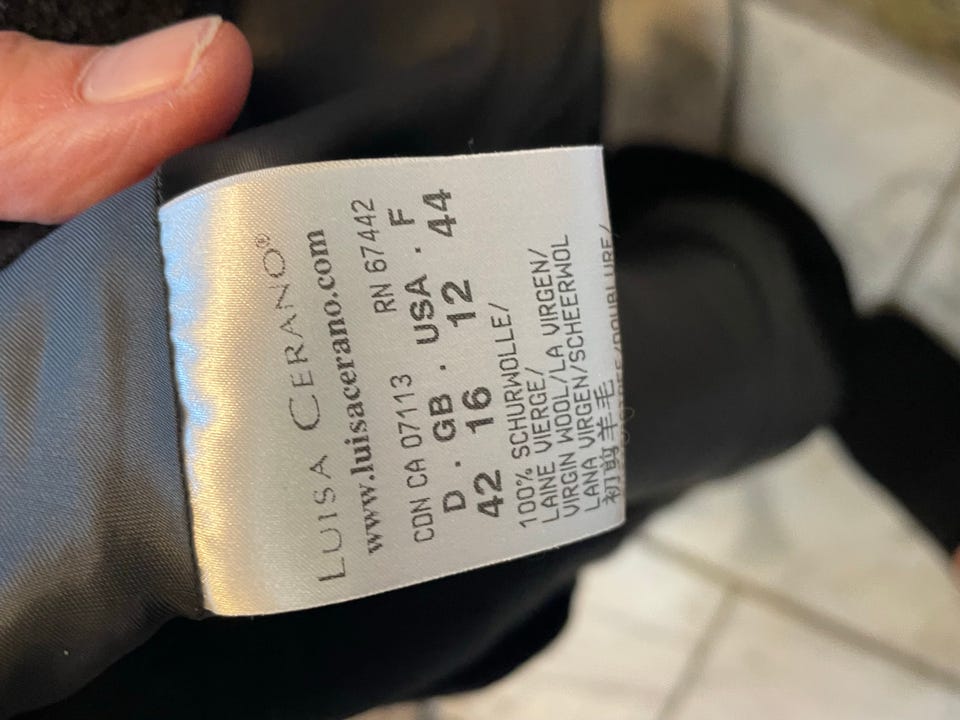 LUISA CERANO®
www.luisacerano.com
CDN CA 07113 RN 67442
D . GB . USA . F
42 16 12 44
100% SCHURWOLLE/
LAINE VIERGE/
VIRGIN WOOL/LA VIRGEN/
LANA VIRGEN/SCHEERWOL
初剪羊毛